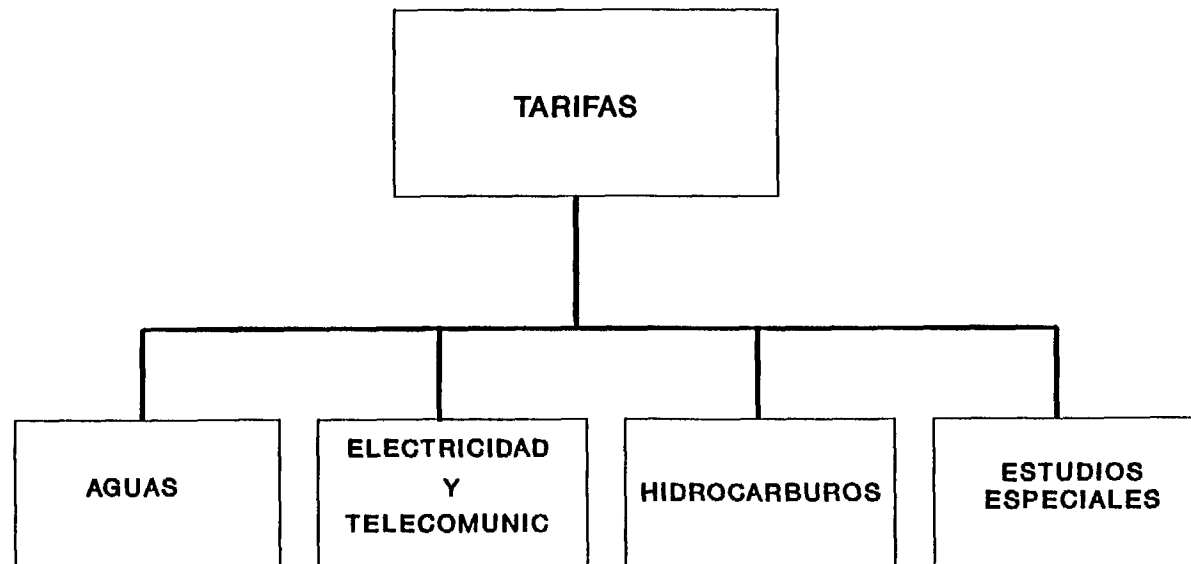 TARIFAS
AGUAS
ELECTRICIDAD
Y
TELECOMUNIC
HIDROCARBUROS
ESTUDIOS
ESPECIALES